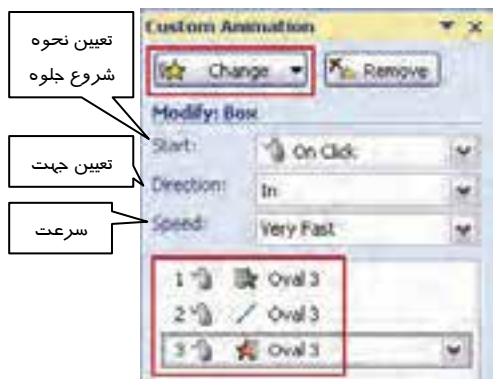 Custom Animation
Change
Remove
Modify: Box
تعیین نحوه
شروع جلوه
Start:
On Click
تعیین جهت
Direction:
In
سرعت
Speed:
Very Fast
1 Oval 3
2 Oval 3
3 Oval 3